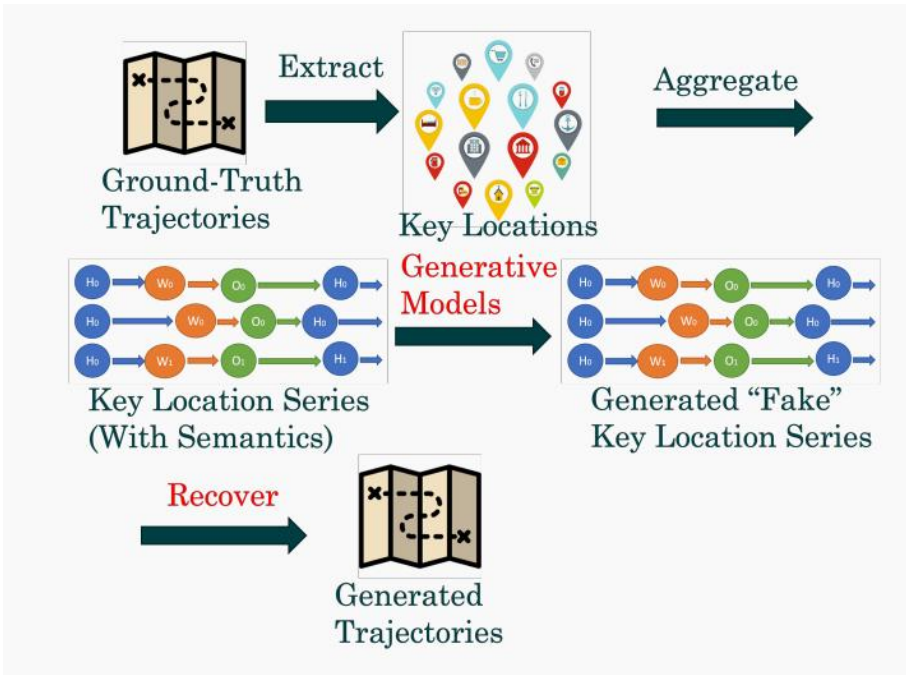 Extract
Aggregate
Ground-Truth
Trajectories
Key Locations
H₀ W₀ O₀ H₀
H₀ W₀ O₀ H₀
H₀ W₁ O₁ H₁
Generative
Models
H₀ W₀ O₀ H₀
H₀ W₀ O₀ H₀
H₀ W₁ O₁ H₁
Key Location Series
(With Semantics)
Generated “Fake”
Key Location Series
Recover
Generated
Trajectories